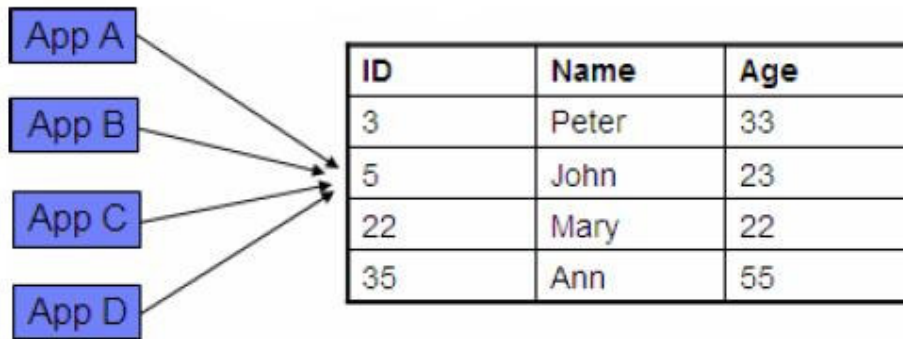 App A
App B
App C
App D
ID Name Age
3 Peter 33
5 John 23
22 Mary 22
35 Ann 55